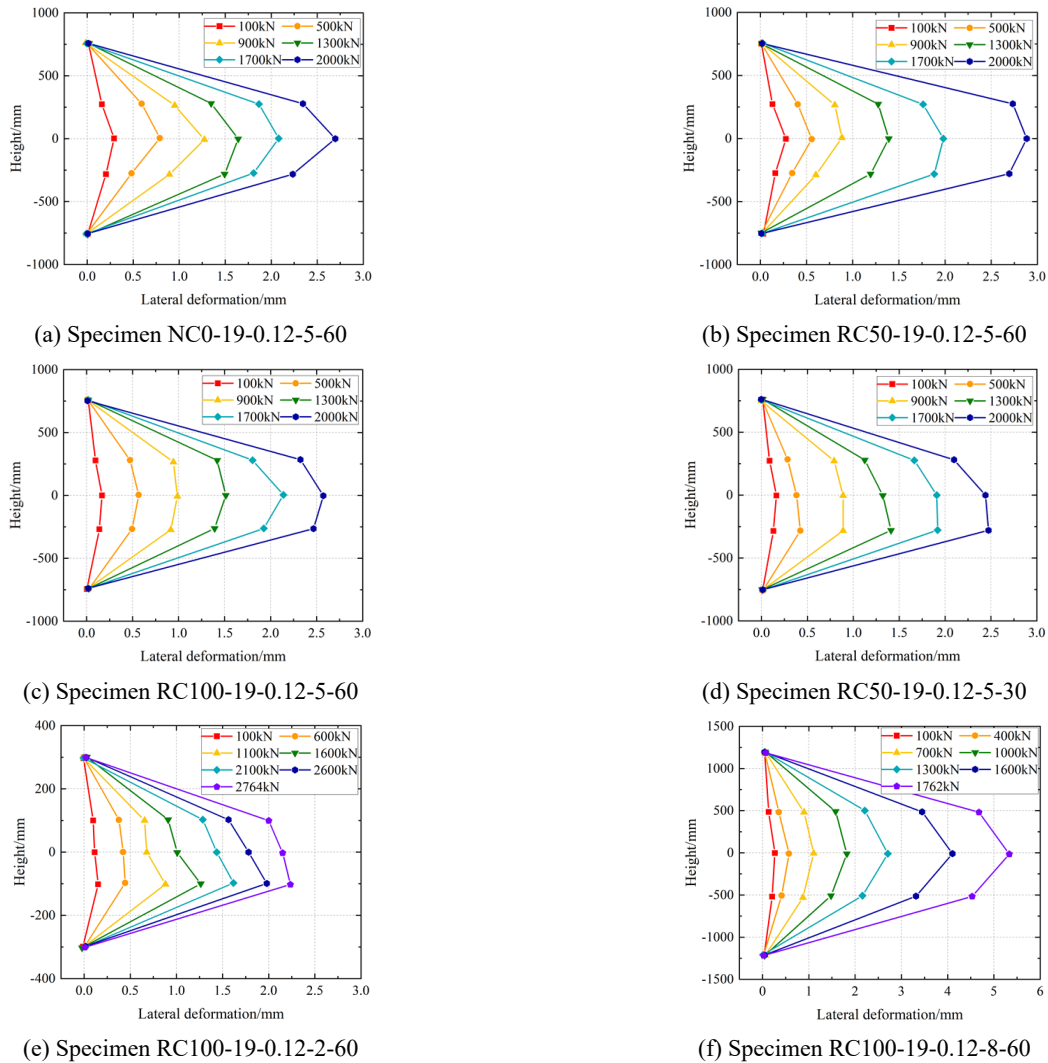 1000
500
0
-500
-1000
Height/mm
100kN 500kN
900kN 1300kN
1700kN 2000kN
0.0 0.5 1.0 1.5 2.0 2.5 3.0
Lateral deformation/mm
(a) Specimen NC0-19-0.12-5-60
1000
500
0
-500
-1000
Height/mm
100kN 500kN
900kN 1300kN
1700kN 2000kN
0.0 0.5 1.0 1.5 2.0 2.5 3.0
Lateral deformation/mm
(b) Specimen RC50-19-0.12-5-60
1000
500
0
-500
-1000
Height/mm
100kN 500kN
900kN 1300kN
1700kN 2000kN
0.0 0.5 1.0 1.5 2.0 2.5 3.0
Lateral deformation/mm
(c) Specimen RC100-19-0.12-5-60
1000
500
0
-500
-1000
Height/mm
100kN 500kN
900kN 1300kN
1700kN 2000kN
0.0 0.5 1.0 1.5 2.0 2.5 3.0
Lateral deformation/mm
(d) Specimen RC50-19-0.12-5-30
400
200
0
-200
-400
Height/mm
100kN 600kN
1100kN 1600kN
2100kN 2600kN
2764kN
0.0 0.5 1.0 1.5 2.0 2.5 3.0
Lateral deformation/mm
(e) Specimen RC100-19-0.12-2-60
1500
1000
500
0
-500
-1000
-1500
Height/mm
100kN 400kN
700kN 1000kN
1300kN 1600kN
1762kN
0 1 2 3 4 5 6
Lateral deformation/mm
(f) Specimen RC100-19-0.12-8-60